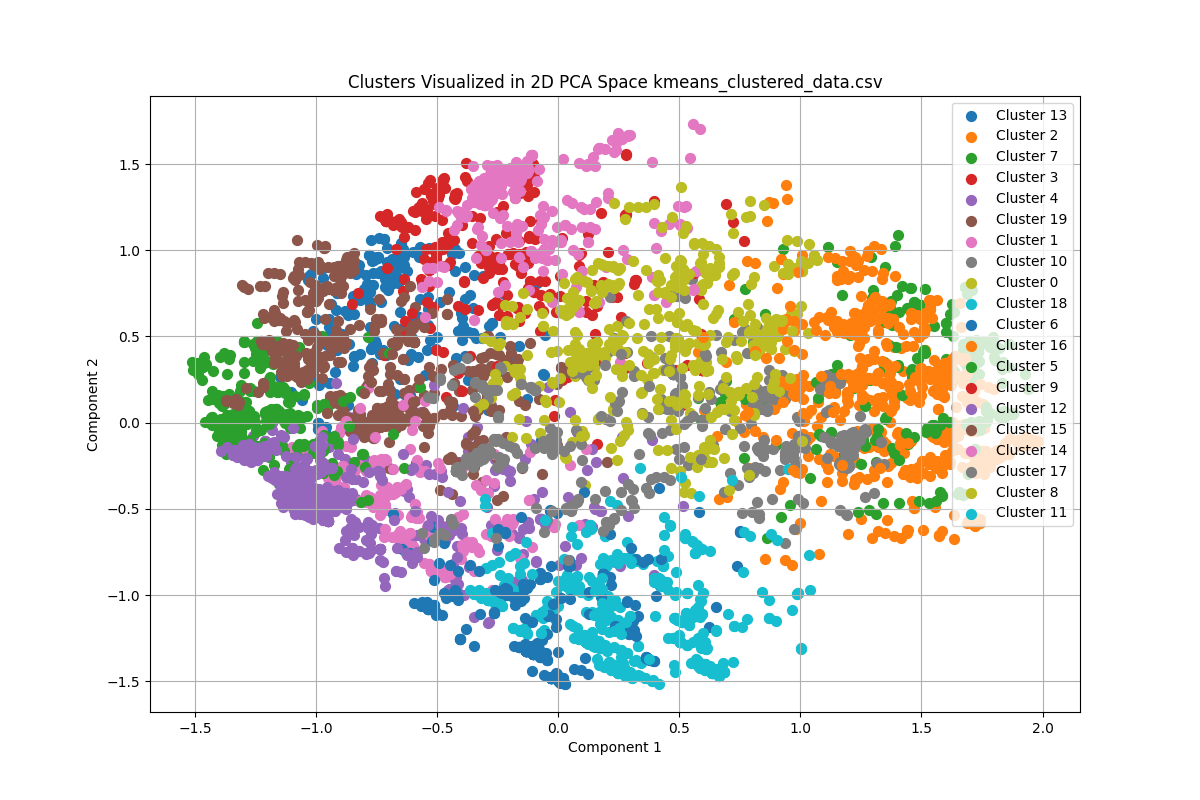 Clusters Visualized in 2D PCA Space kmeans_clustered_data.csv
Cluster 13
Cluster 2
Cluster 7
Cluster 3
Cluster 4
Cluster 19
Cluster 1
Cluster 10
Cluster 0
Cluster 18
Cluster 6
Cluster 16
Cluster 5
Cluster 9
Cluster 12
Cluster 15
Cluster 14
Cluster 17
Cluster 8
Cluster 11
1.5
1.0
0.5
0.0
−0.5
−1.0
−1.5
Component 2
−1.5 −1.0 −0.5 0.0 0.5 1.0 1.5 2.0
Component 1